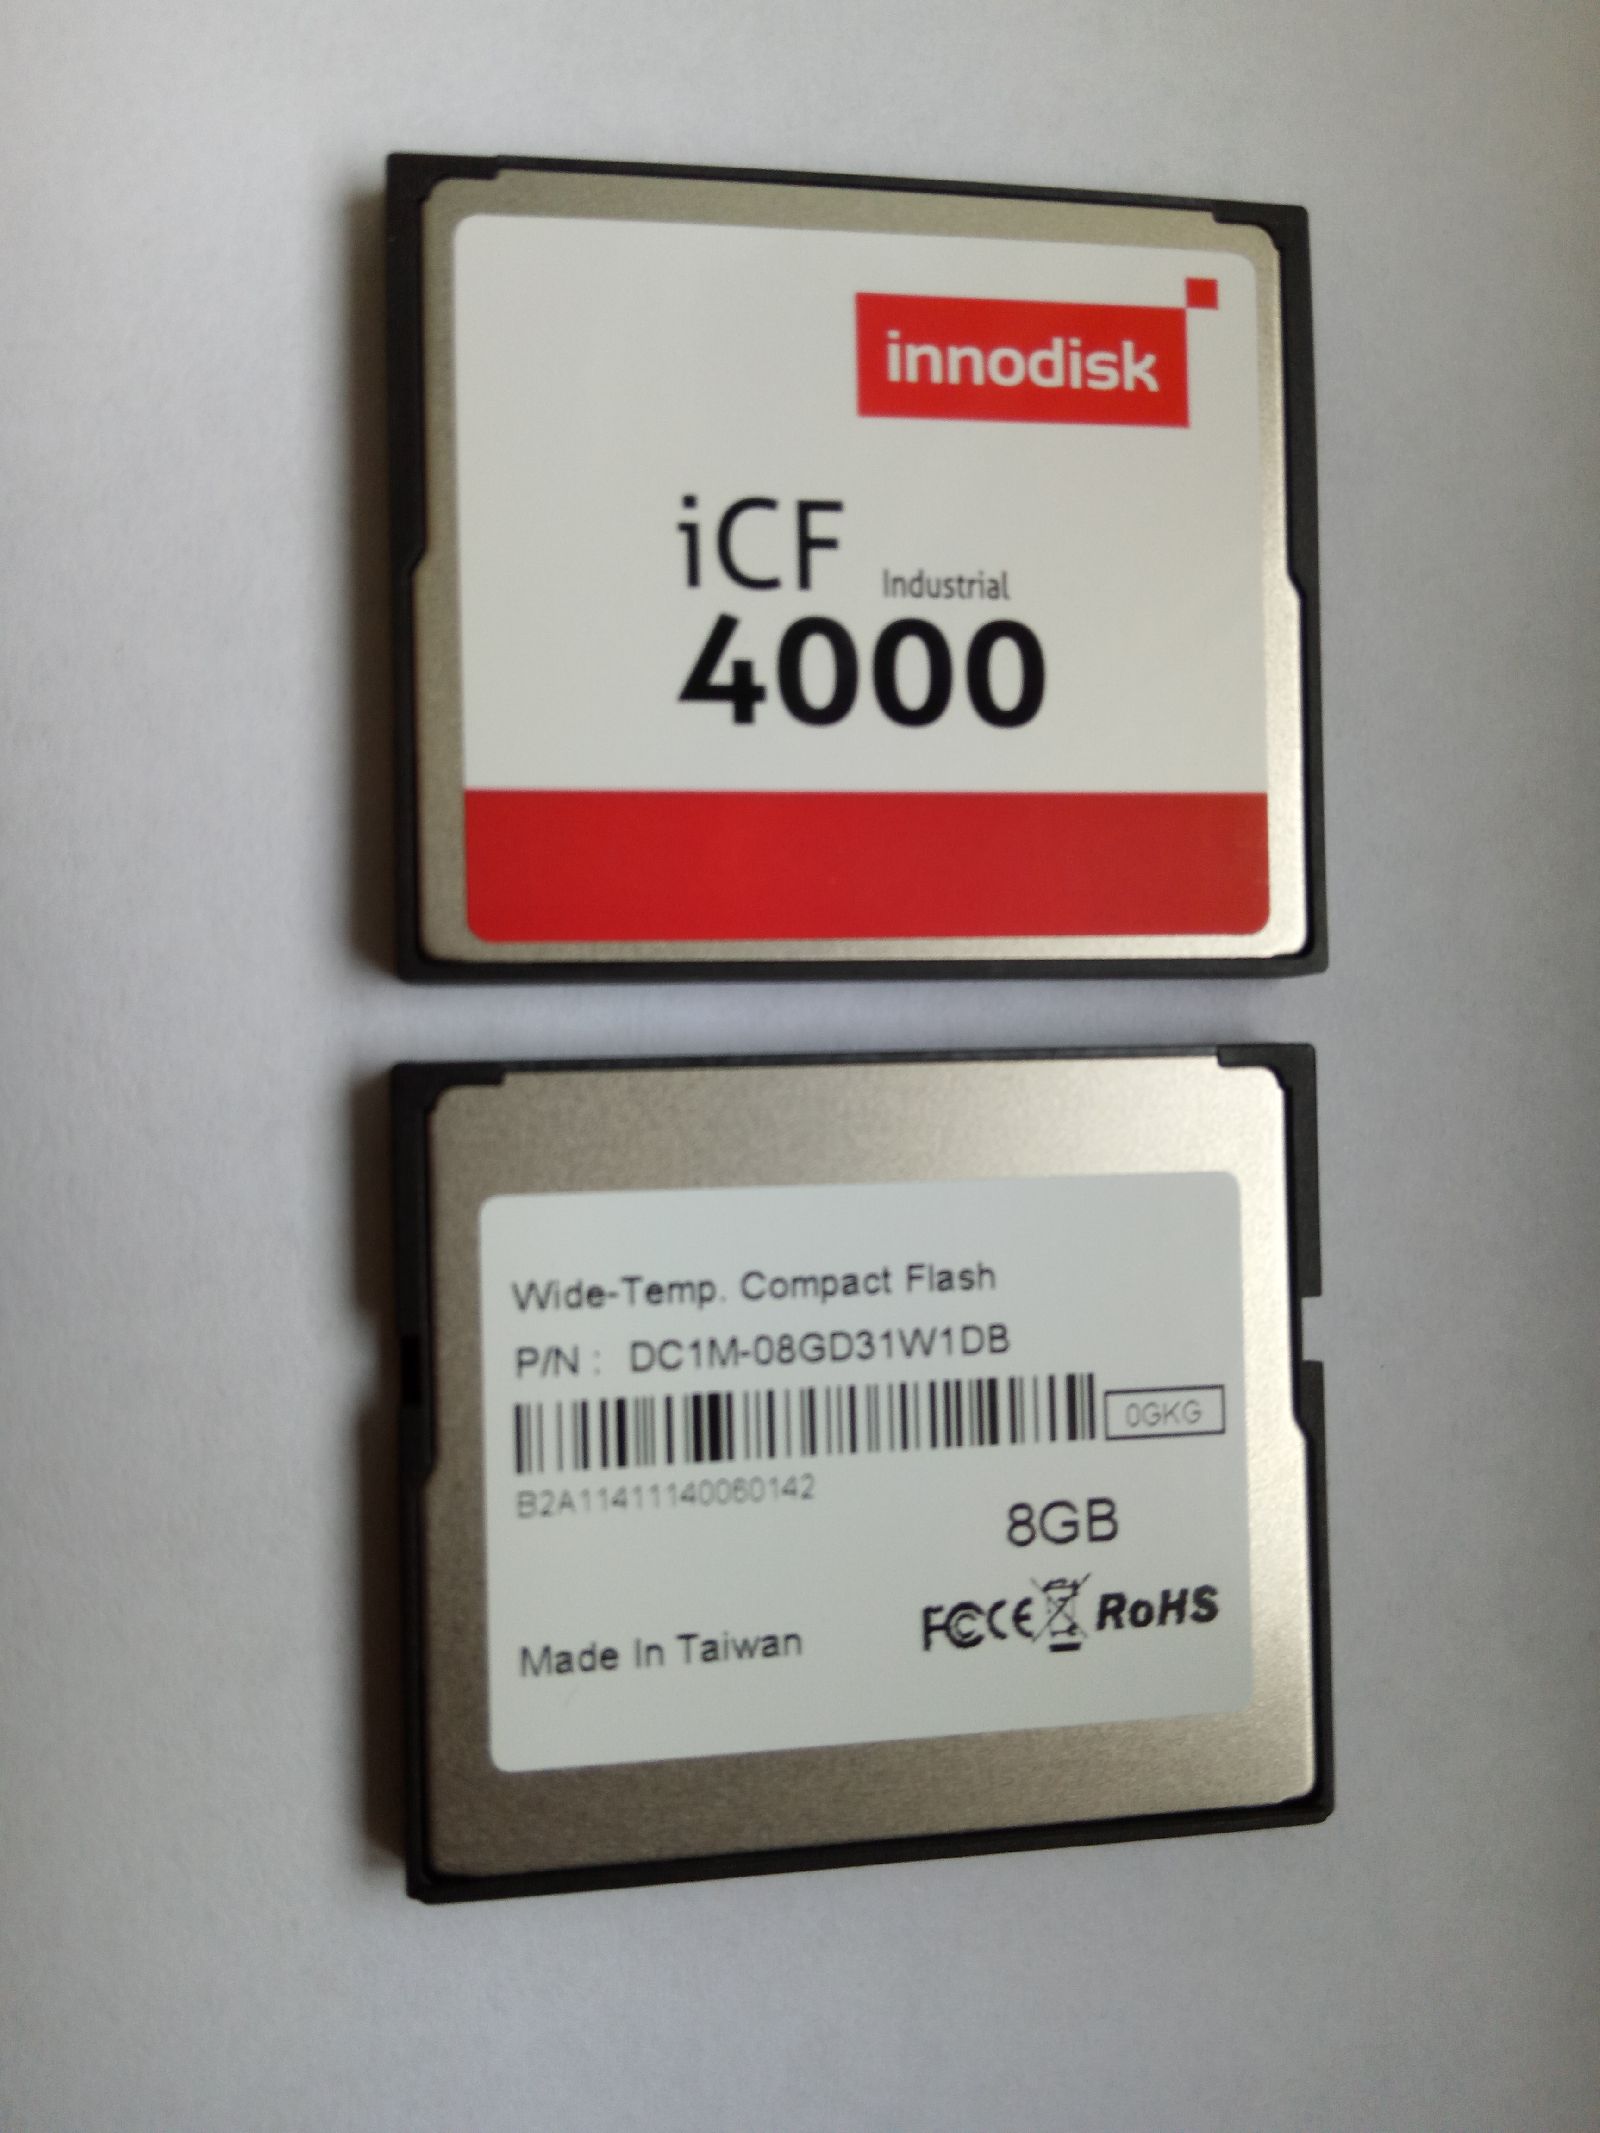 innodisk
iCF Industrial
4000
Wide-Temp. Compact Flash
P/N : DC1M-08GD31W1DB
0GKG
B2A11411140060142
8GB
FC CE RoHS
Made In Taiwan